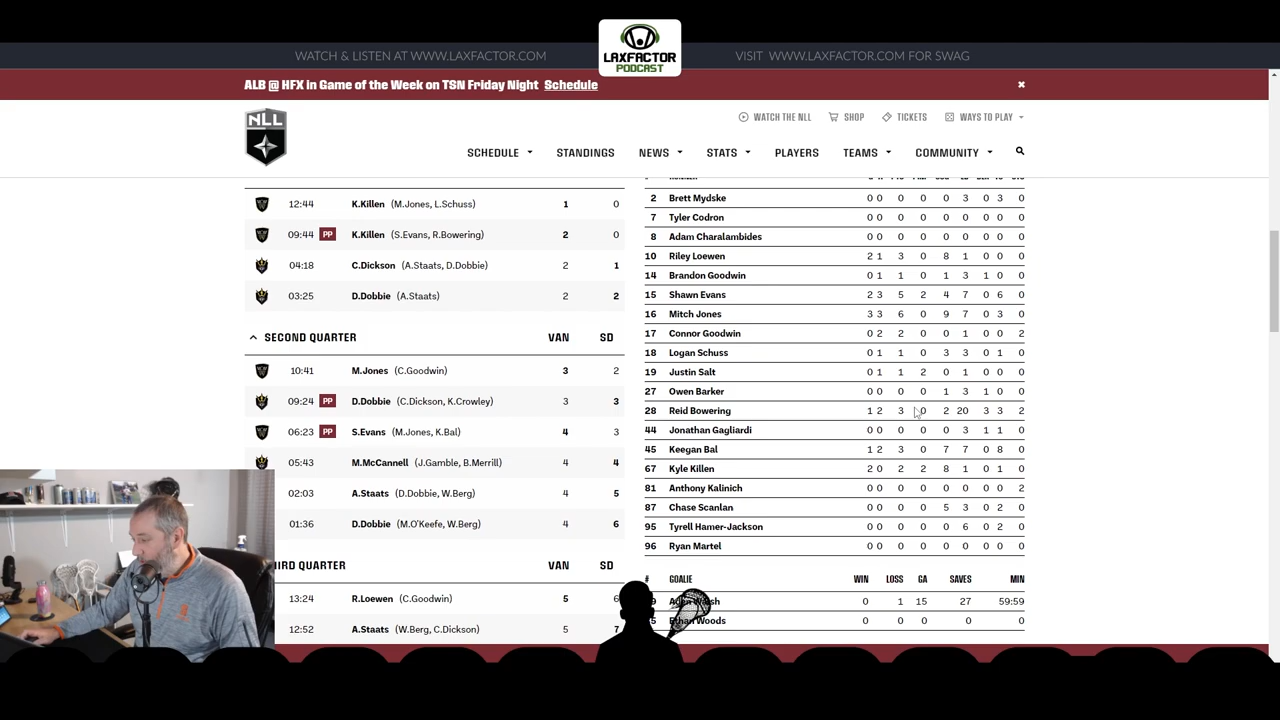 WATCH & LISTEN AT WWW.LAXFACTOR.COM
LAXFACTOR
PODCAST
VISIT WWW.LAXFACTOR.COM FOR SWAG
ALB @ HFX in Game of the Week on TSN Friday Night Schedule
NLL
WATCH THE NLL SHOP TICKETS WAYS TO PLAY
SCHEDULE STANDINGS NEWS STATS PLAYERS TEAMS COMMUNITY
12:44 K.Killen (M.Jones, L.Schuss) 1 0
09:44 PP K.Killen (S.Evans, R.Bowering) 2 0
04:18 C.Dickson (A.Staats, D.Dobbie) 2 1
03:25 D.Dobbie (A.Staats) 2 2
SECOND QUARTER VAN SD
10:41 M.Jones (C.Goodwin) 3 2
09:24 PP D.Dobbie (C.Dickson, K.Crowley) 3 3
06:23 PP S.Evans (M.Jones, K.Bal) 4 3
05:43 M.McCannell (J.Gamble, B.Merrill) 4 4
02:03 A.Staats (D.Dobbie, W.Berg) 4 5
01:36 D.Dobbie (M.O'Keefe, W.Berg) 4 6
QUARTER VAN SD
13:24 R.Loewen (C.Goodwin) 5 6
12:52 A.Staats (W.Berg, C.Dickson) 5 7
2 Brett Mydske 0 0 0 0 0 3 0 3 0
7 Tyler Codron 0 0 0 0 0 0 0 0 0
8 Adam Charalambides 0 0 0 0 0 0 0 0 0
10 Riley Loewen 2 1 3 0 8 1 0 0 0
14 Brandon Goodwin 0 1 1 0 1 3 1 0 0
15 Shawn Evans 2 3 5 2 4 7 0 6 0
16 Mitch Jones 3 3 6 0 9 7 0 3 0
17 Connor Goodwin 0 2 2 0 0 1 0 0 2
18 Logan Schuss 0 1 1 0 3 3 0 1 0
19 Justin Salt 0 1 1 2 0 1 0 0 0
27 Owen Barker 0 0 0 0 1 3 1 0 0
28 Reid Bowering 1 2 3 0 2 20 3 3 2
44 Jonathan Gagliardi 0 0 0 0 0 3 1 1 0
45 Keegan Bal 1 2 3 0 7 7 0 8 0
67 Kyle Killen 2 0 2 2 8 1 0 1 0
81 Anthony Kalinich 0 0 0 0 0 0 0 0 2
87 Chase Scanlan 0 0 0 0 5 3 0 2 0
95 Tyrell Hamer-Jackson 0 0 0 0 0 6 0 2 0
96 Ryan Martel 0 0 0 0 0 0 0 0 0
# GOALIE WIN LOSS GA SAVES MIN
0 1 15 27 59:59
Ethan Woods 0 0 0 0 0